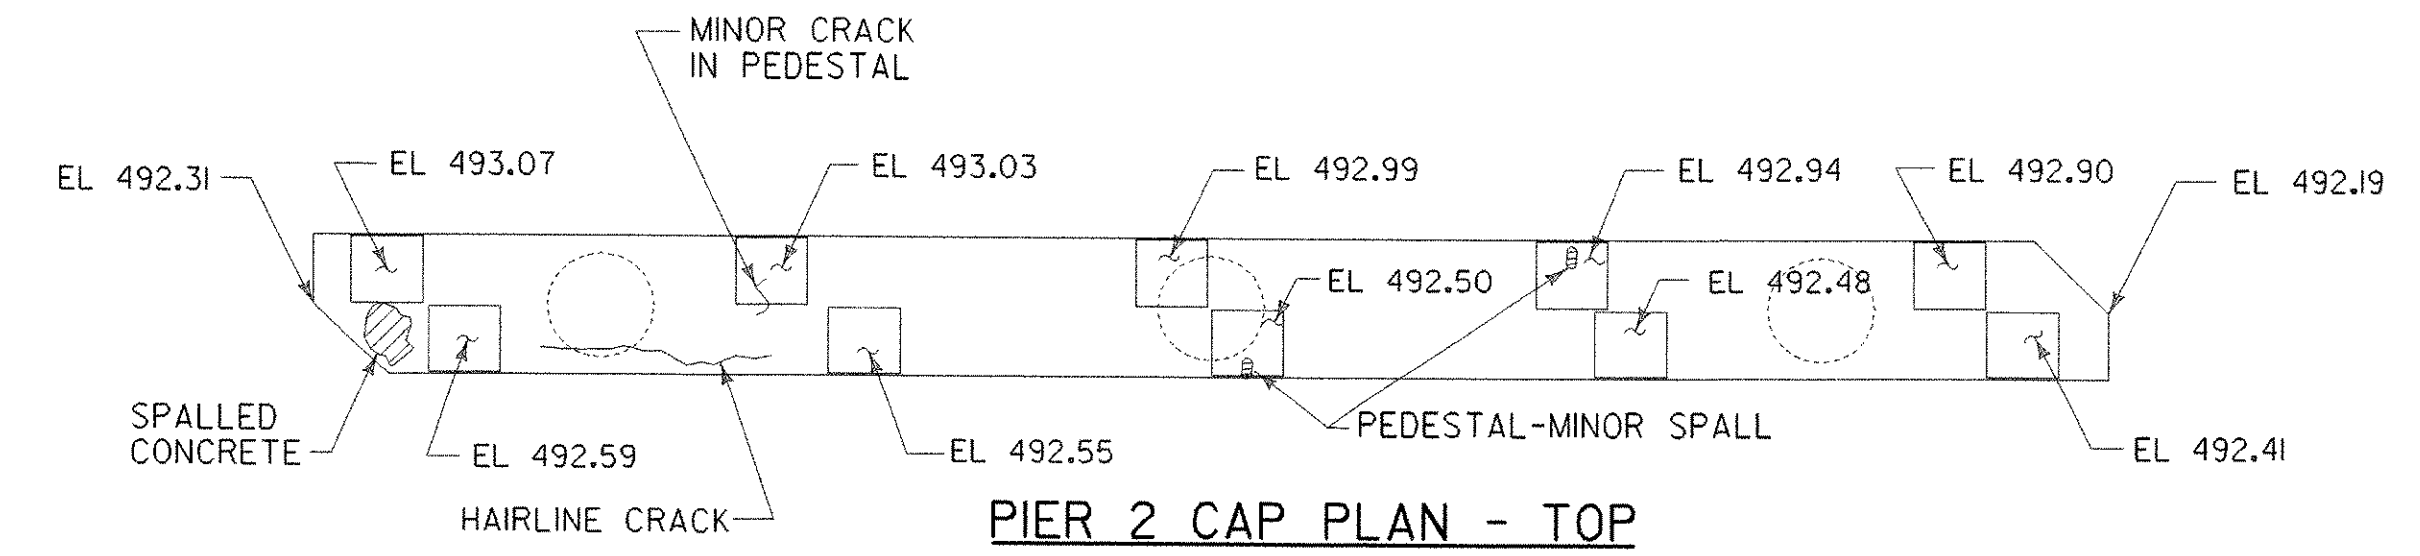 MINOR CRACK
IN PEDESTAL
EL 492.31
EL 493.07
EL 493.03
EL 492.99
EL 492.94
EL 492.90
EL 492.19
EL 492.50
EL 492.48
SPALLED
CONCRETE
EL 492.59
EL 492.55
PEDESTAL-MINOR SPALL
EL 492.41
HAIRLINE CRACK
PIER 2 CAP PLAN - TOP